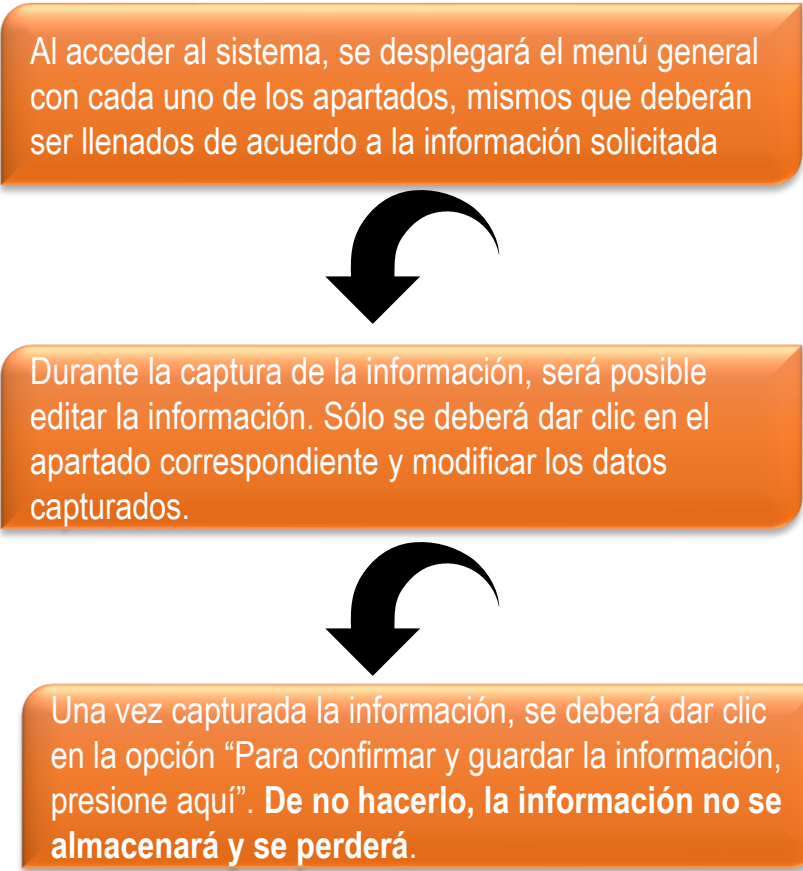 Al acceder al sistema, se desplegará el menú general
con cada uno de los apartados, mismos que deberán
ser llenados de acuerdo a la información solicitada
Durante la captura de la información, será posible
editar la información. Sólo se deberá dar clic en el
apartado correspondiente y modificar los datos
capturados.
Una vez capturada la información, se deberá dar clic
en la opción “Para confirmar y guardar la información,
presione aquí”. De no hacerlo, la información no se
almacenará y se perderá.